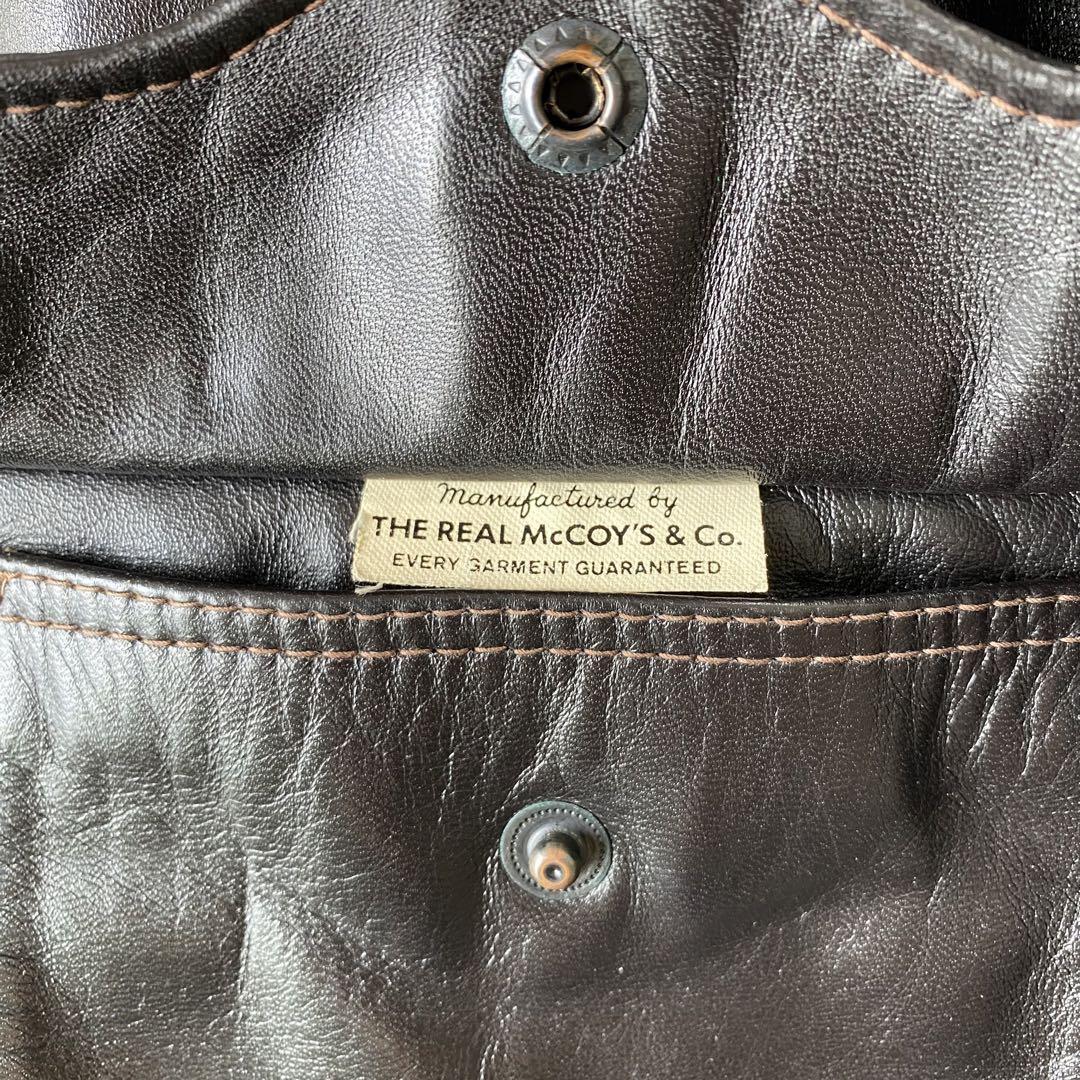 Manufactured by
THE REAL McCOY'S & Co.
EVERY GARMENT GUARANTEED